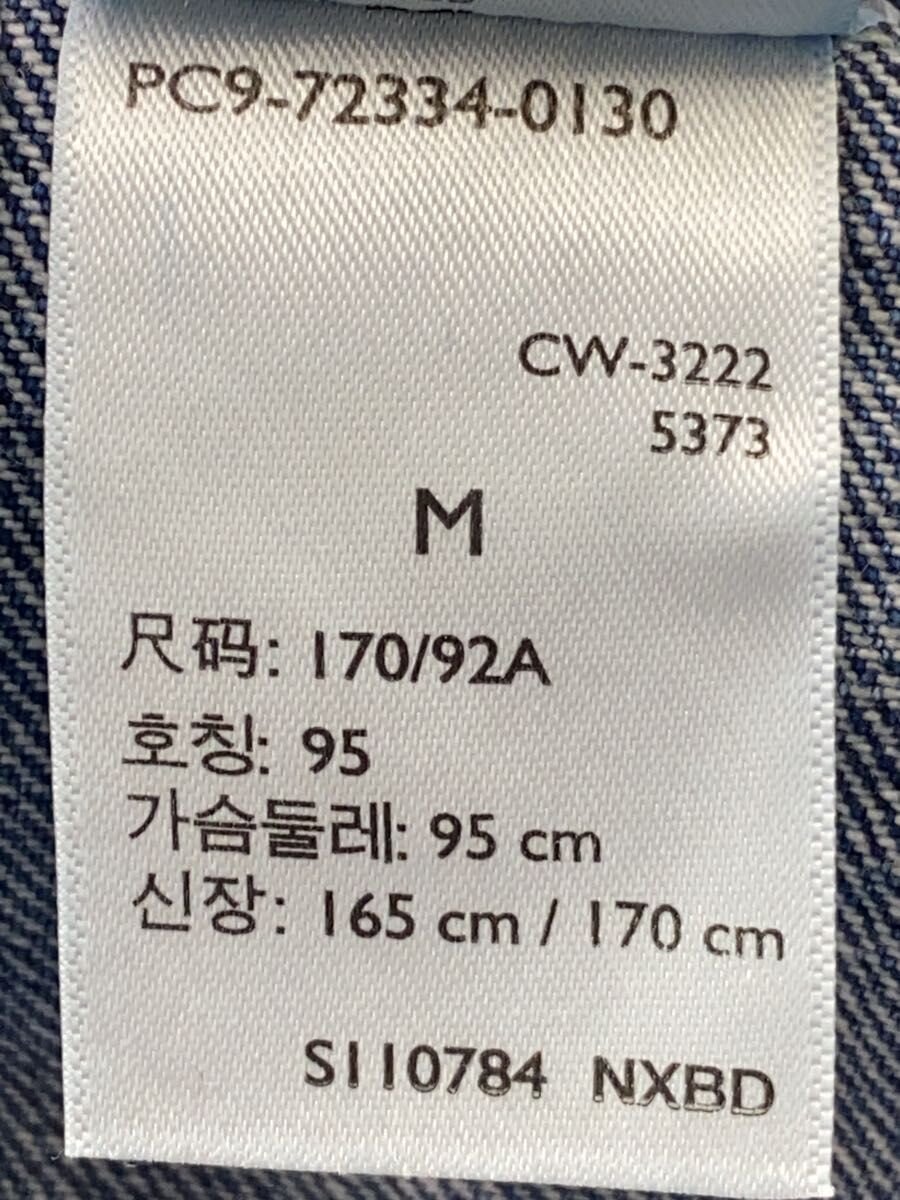 PC9-72334-0130
CW-3222
5373
M
尺码: 170/92A
호칭: 95
가슴둘레: 95 cm
신장: 165 cm / 170 cm
S110784 NXBD